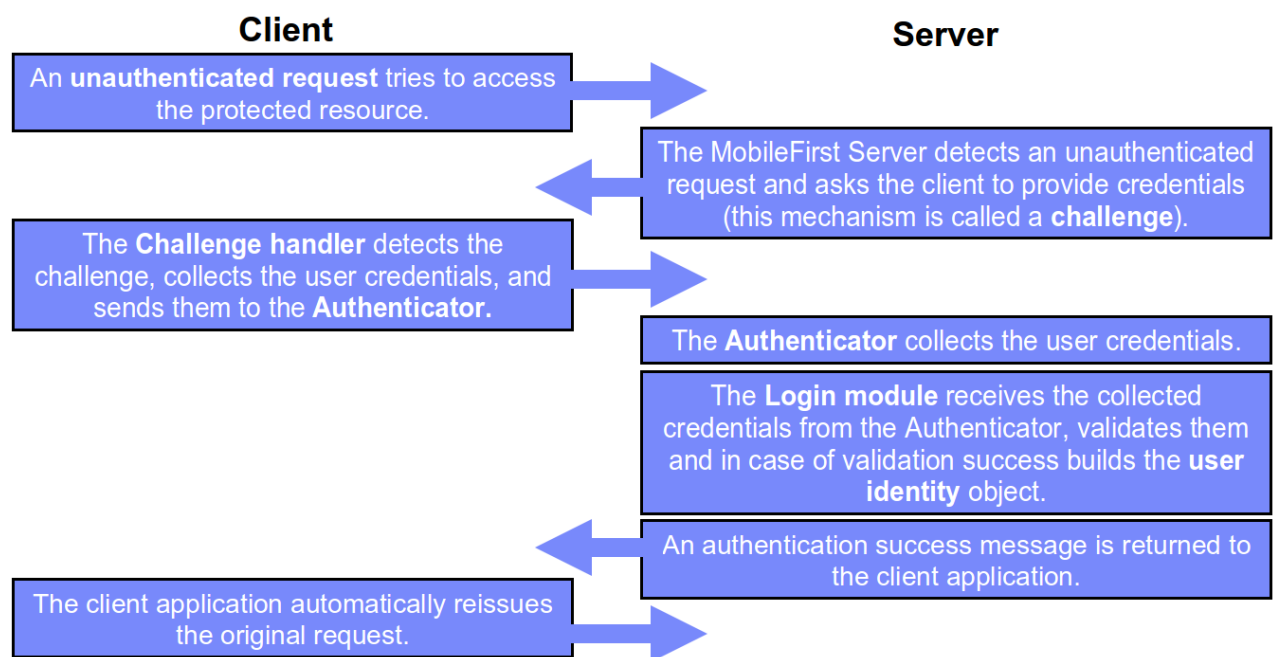 Client
Server
An unauthenticated request tries to access
the protected resource.
The MobileFirst Server detects an unauthenticated
request and asks the client to provide credentials
(this mechanism is called a challenge).
The Challenge handler detects the
challenge, collects the user credentials, and
sends them to the Authenticator.
The Authenticator collects the user credentials.
The Login module receives the collected
credentials from the Authenticator, validates them
and in case of validation success builds the user
identity object.
An authentication success message is returned to
the client application.
The client application automatically reissues
the original request.